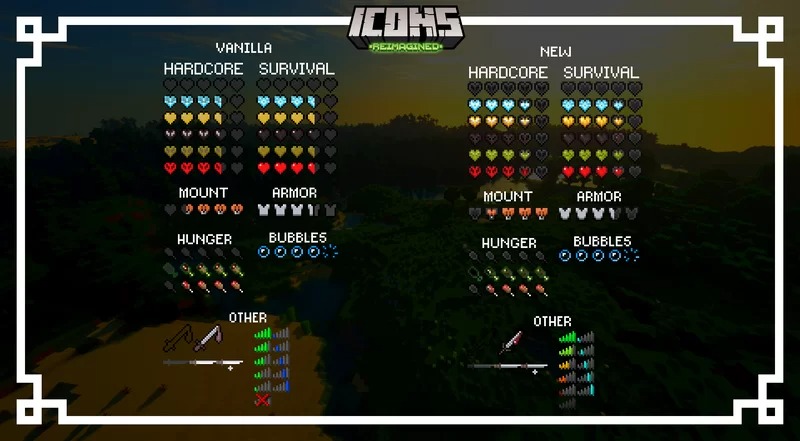 ICONS
REIMAGINED
VANILLA
HARDCORE SURVIVAL
MOUNT ARMOR
HUNGER BUBBLES
OTHER
NEW
HARDCORE SURVIVAL
MOUNT ARMOR
HUNGER BUBBLES
OTHER